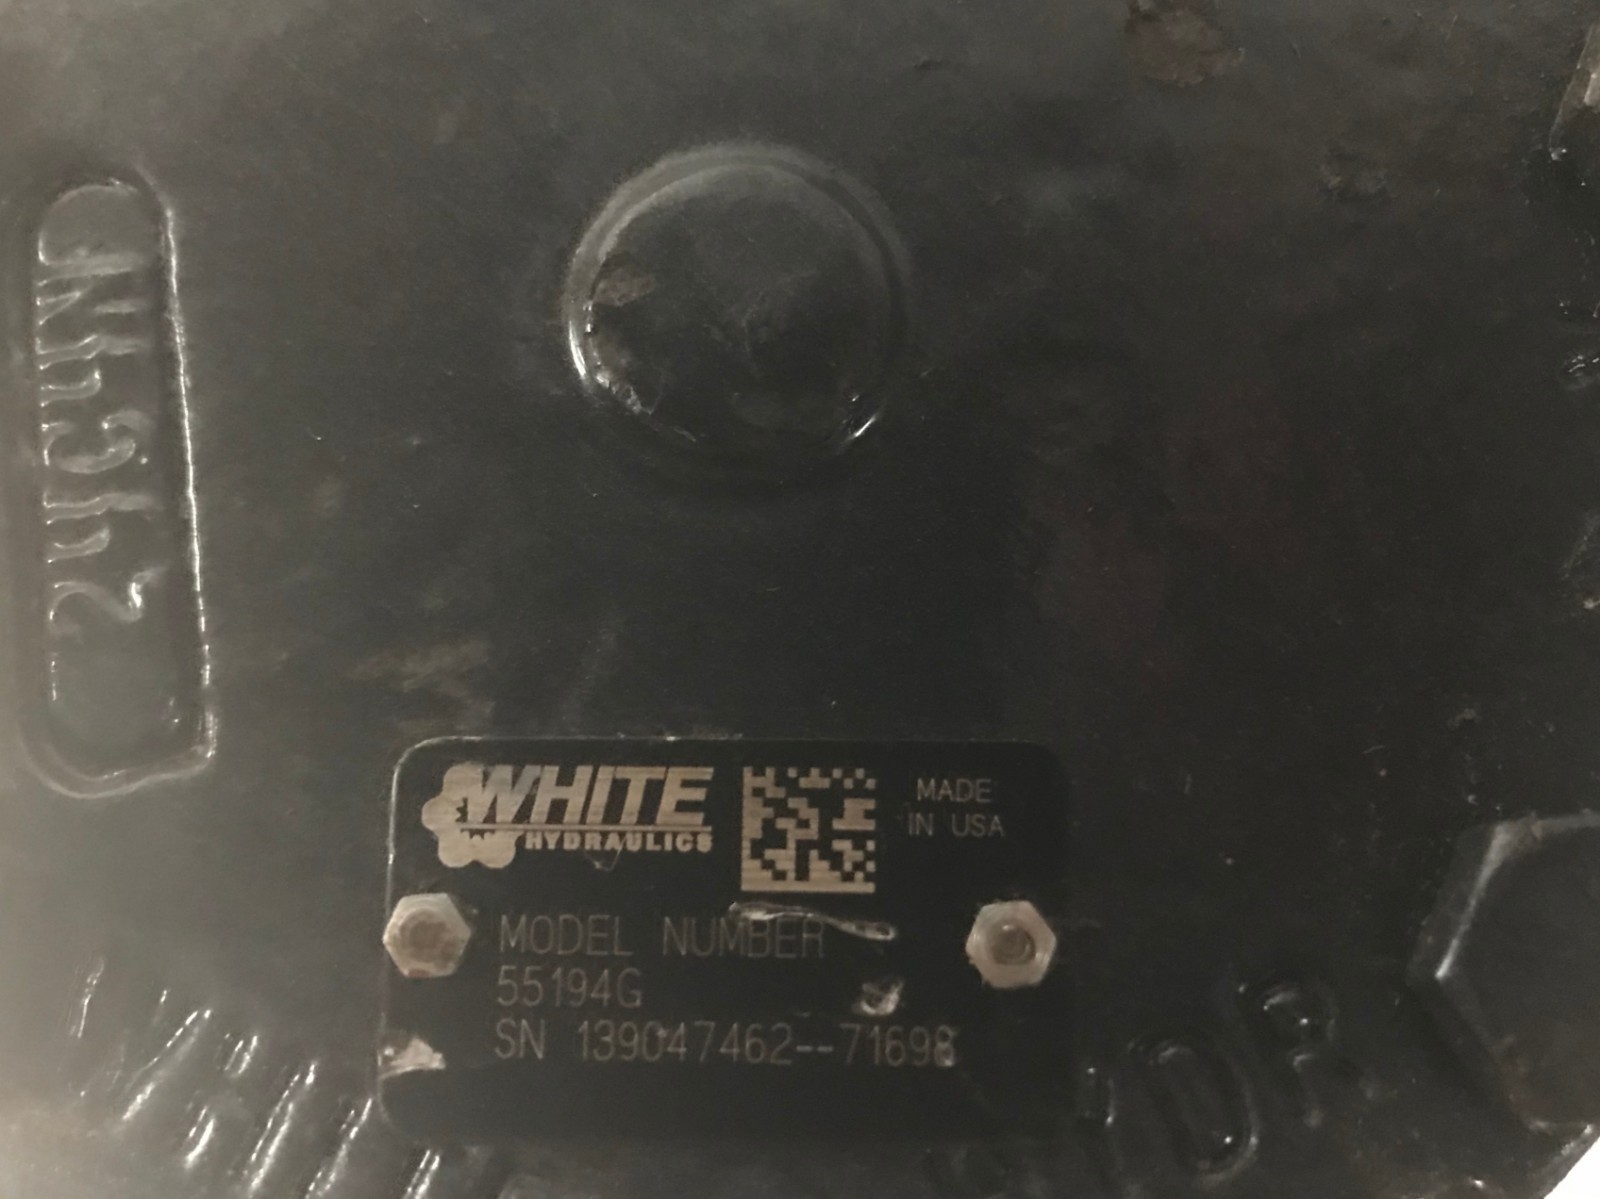 WHITE
HYDRAULICS
MADE
IN USA
MODEL NUMBER
55194G
SN 139047462--71698